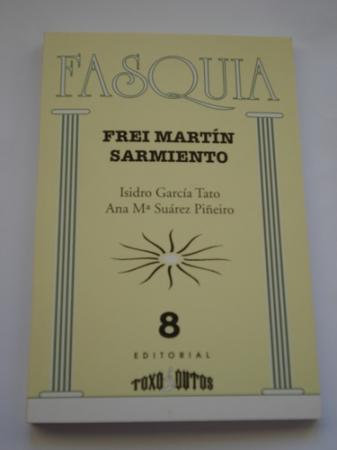 FASQUIA
FREI MARTÍN
SARMIENTO
Isidro García Tato
Ana Mª Suárez Piñeiro
8
EDITORIAL
TOXOSOUTOS